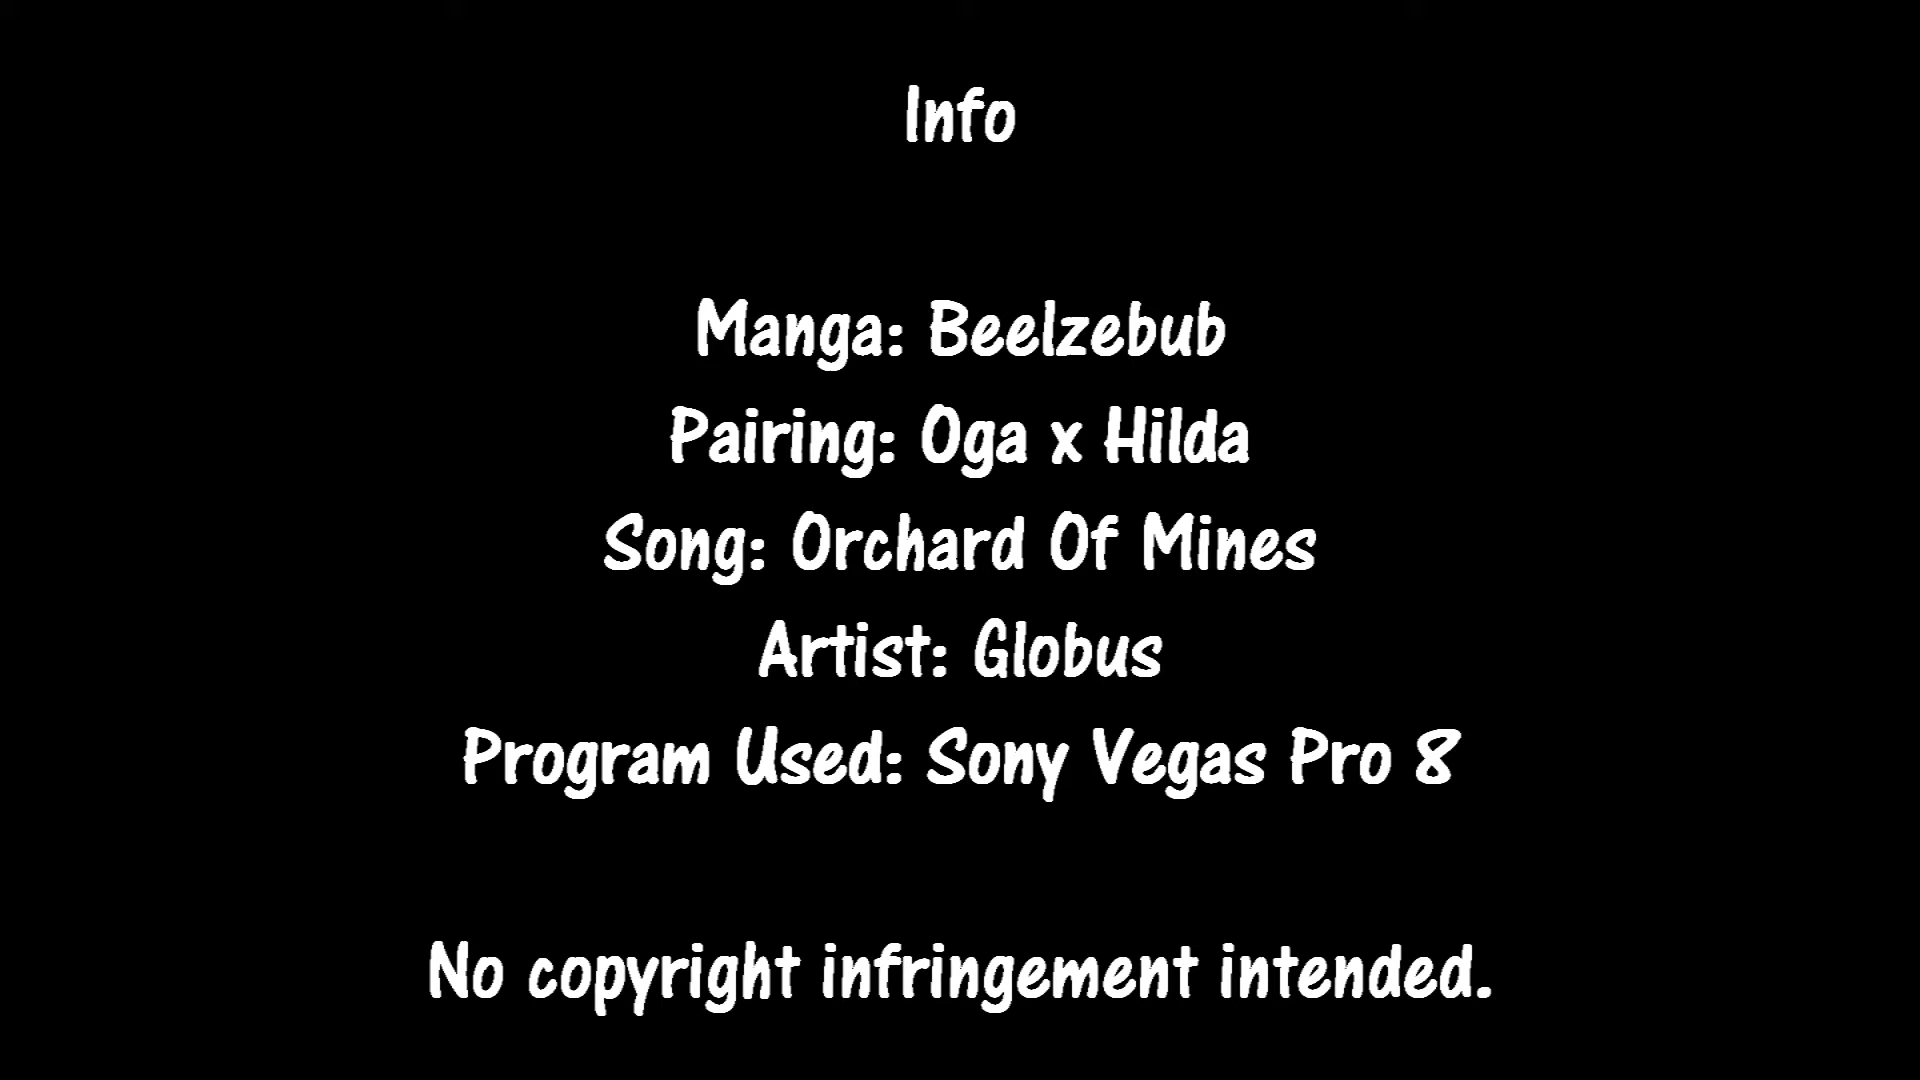 Info
Manga: Beelzebub
Pairing: Oga x Hilda
Song: Orchard Of Mines
Artist: Globus
Program Used: Sony Vegas Pro 8
No copyright infringement intended.